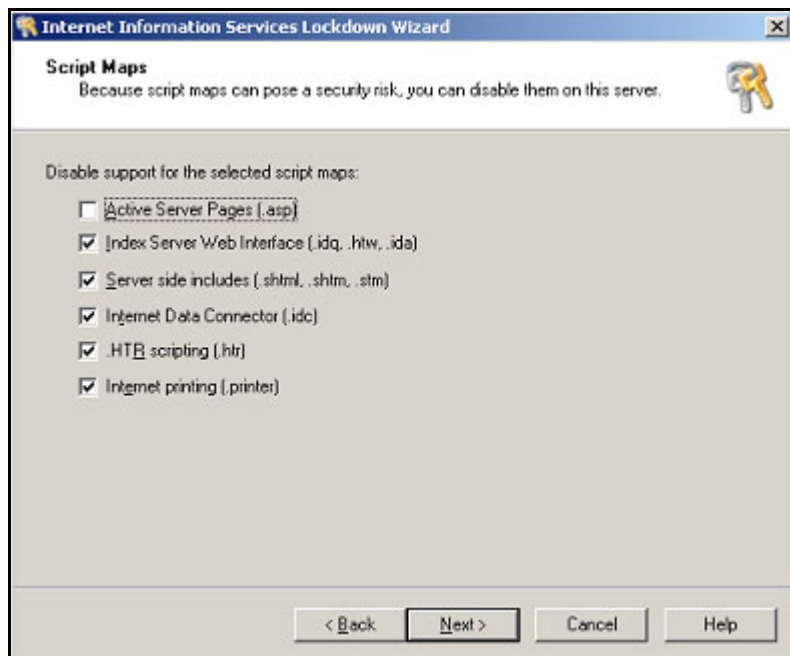 Internet Information Services Lockdown Wizard
Script Maps
Because script maps can pose a security risk, you can disable them on this server.
Disable support for the selected script maps:
Active Server Pages (.asp)
Index Server Web Interface (.idq, .htw, .ida)
Server side includes (.shtml, .shtm, .stm)
Internet Data Connector (.idc)
.HTR scripting (.htr)
Internet printing (.printer)
< Back Next > Cancel Help